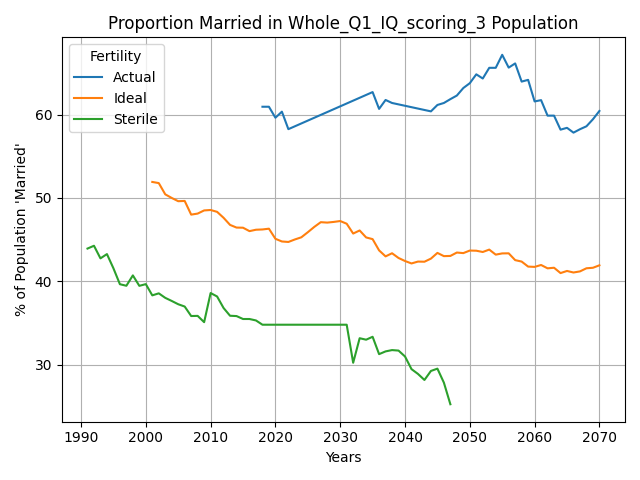 Proportion Married in Whole_Q1_IQ_scoring_3 Population
Fertility
Actual
Ideal
Sterile
% of Population 'Married'
60
50
40
30
1990 2000 2010 2020 2030 2040 2050 2060 2070
Years